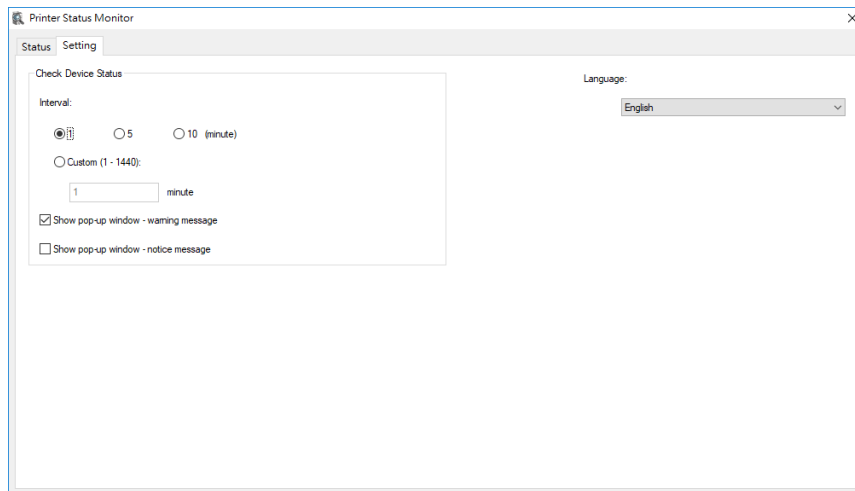 Printer Status Monitor
Status Setting
Check Device Status
Language:
Interval:
English
1 5 10 (minute)
Custom (1 - 1440):
1 minute
Show pop-up window - warning message
Show pop-up window - notice message